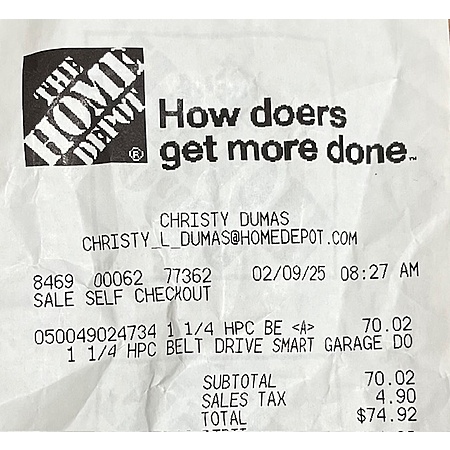 THE
HOME
DEPOT
®
How doers
get more done.™
CHRISTY DUMAS
CHRISTY_L_DUMAS@HOMEDEPOT.COM
8469 00062 77362 02/09/25 08:27 AM
SALE SELF CHECKOUT
050049024734 1 1/4 HPC BE <A> 70.02
1 1/4 HPC BELT DRIVE SMART GARAGE DO
SUBTOTAL 70.02
SALES TAX 4.90
TOTAL $74.92